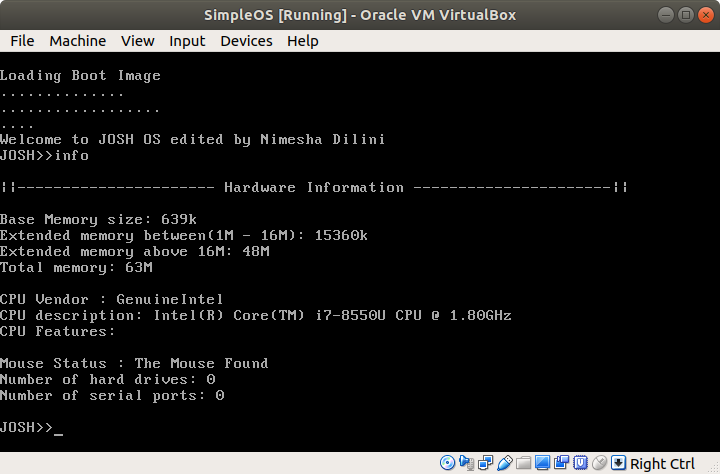 SimpleOS [Running] - Oracle VM VirtualBox
File Machine View Input Devices Help
Loading Boot Image
..............
..................
....
Welcome to JOSH OS edited by Nimesha Dilini
JOSH>>info
¦¦---------------------- Hardware Information ----------------------¦¦
Base Memory size: 639k
Extended memory between(1M - 16M): 15360k
Extended memory above 16M: 48M
Total memory: 63M
CPU Vendor : GenuineIntel
CPU description: Intel(R) Core(TM) i7-8550U CPU @ 1.80GHz
CPU Features:
Mouse Status : The Mouse Found
Number of hard drives: 0
Number of serial ports: 0
JOSH>>_
Right Ctrl